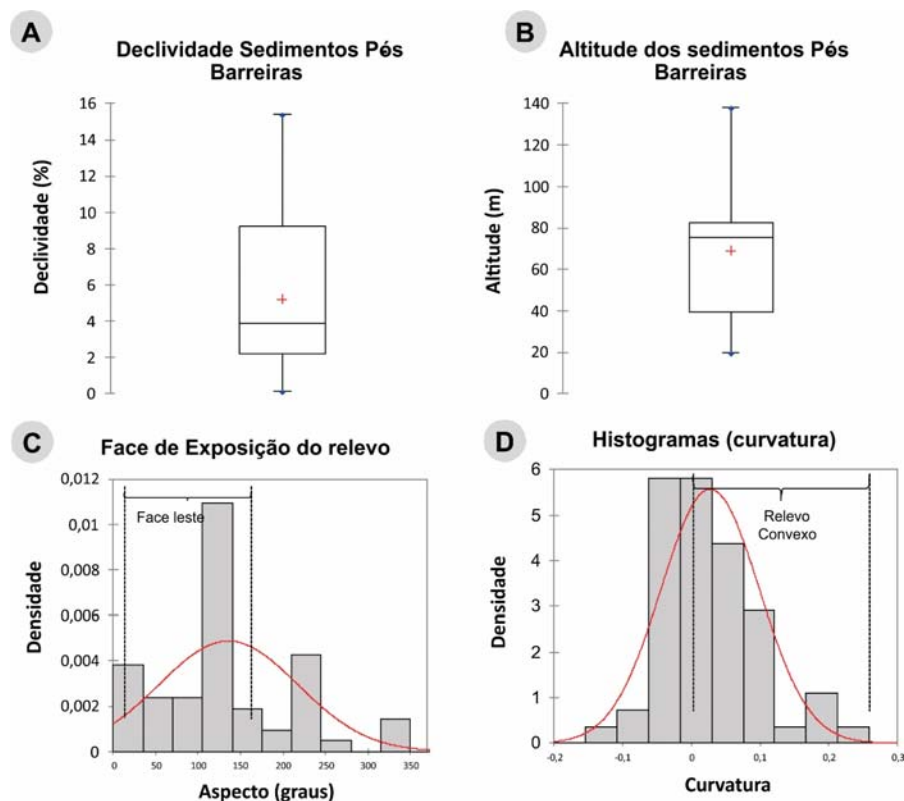 A
Declividade Sedimentos Pós
Barreiras
Declividade (%)
16
14
12
10
8
6
4
2
0
B
Altitude dos sedimentos Pós
Barreiras
Altitude (m)
140
120
100
80
60
40
20
0
C
Face de Exposição do relevo
Densidade
0,012
0,01
0,008
0,006
0,004
0,002
0
Face leste
0 50 100 150 200 250 300 350
Aspecto (graus)
D
Histogramas (curvatura)
Densidade
6
5
4
3
2
1
0
Relevo
Convexo
-0,2 -0,1 0 0,1 0,2 0,3
Curvatura